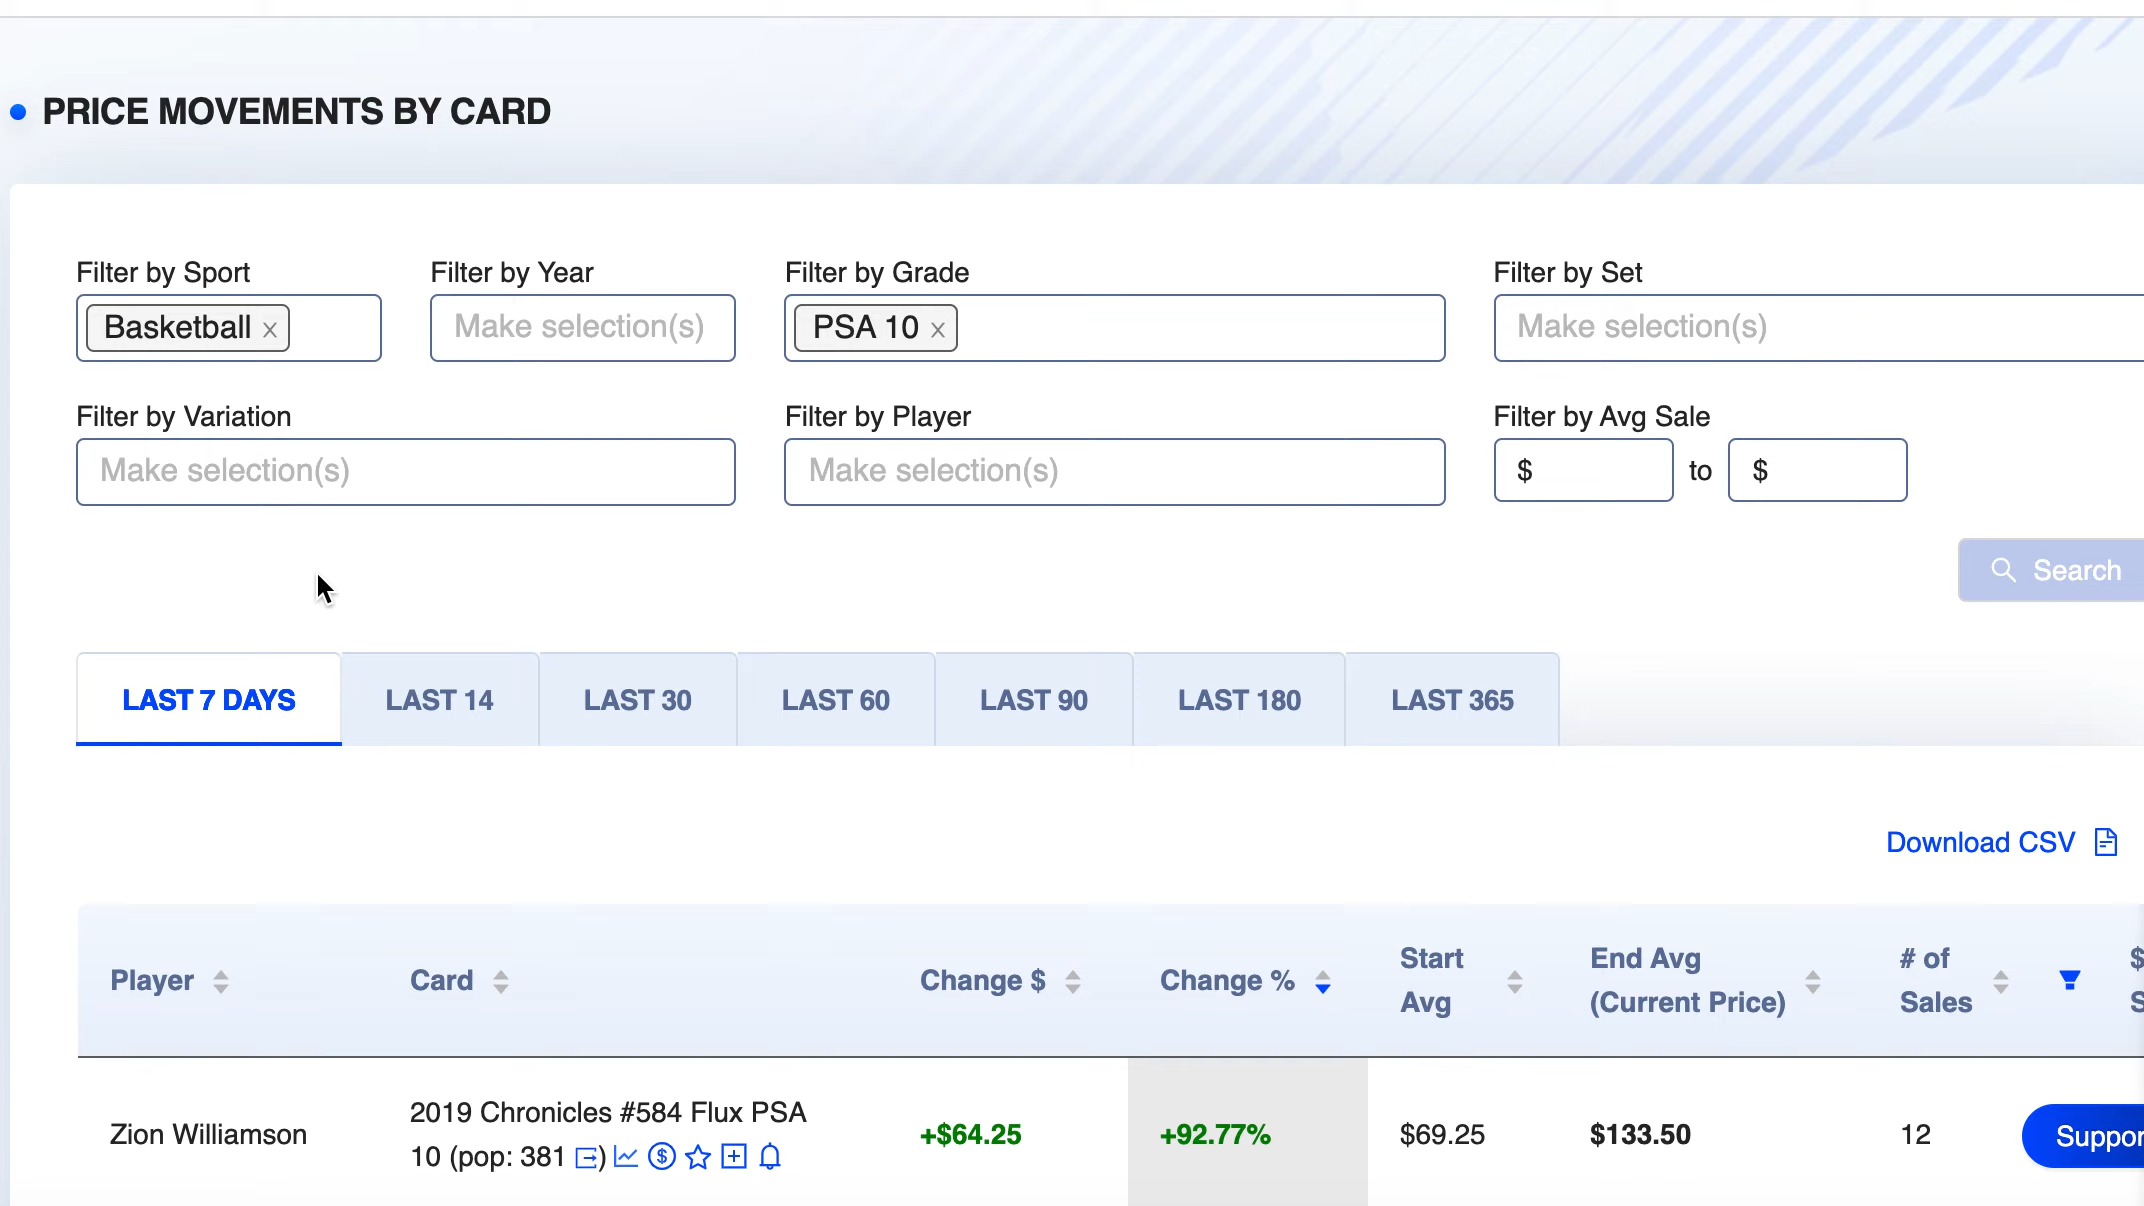 PRICE MOVEMENTS BY CARD
Filter by Sport Filter by Year Filter by Grade Filter by Set
Basketball x Make selection(s) PSA 10 x Make selection(s)
Filter by Variation Filter by Player Filter by Avg Sale
Make selection(s) Make selection(s) $ to $
Search
LAST 7 DAYS LAST 14 LAST 30 LAST 60 LAST 90 LAST 180 LAST 365
Download CSV
Player Card Change $ Change % Start Avg End Avg (Current Price) # of Sales $
Zion Williamson 2019 Chronicles #584 Flux PSA +$64.25 +92.77% $69.25 $133.50 12
10 (pop: 381 )